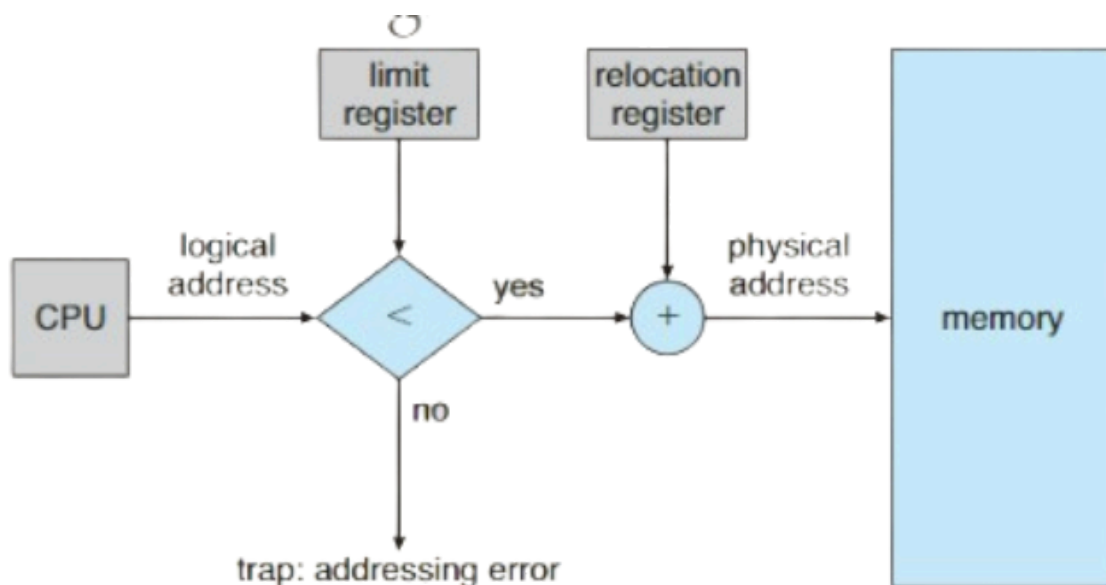 limit
register
relocation
register
logical
address
physical
address
CPU
<
yes
+
memory
no
trap: addressing error